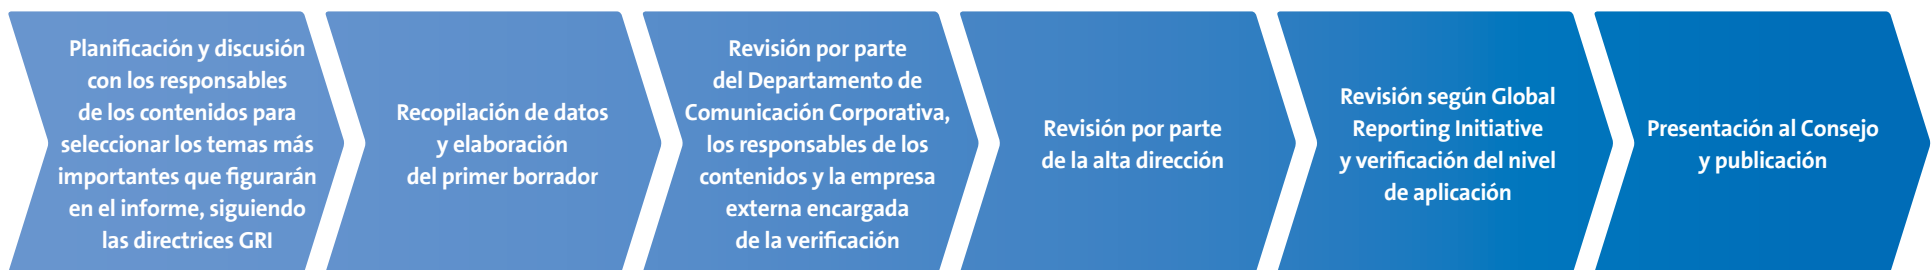 Planificación y discusión
con los responsables
de los contenidos para
seleccionar los temas más
importantes que figurarán
en el informe, siguiendo
las directrices GRI
Recopilación de datos
y elaboración
del primer borrador
Revisión por parte
del Departamento de
Comunicación Corporativa,
los responsables de los
contenidos y la empresa
externa encargada
de la verificación
Revisión por parte
de la alta dirección
Revisión según Global
Reporting Initiative
y verificación del nivel
de aplicación
Presentación al Consejo
y publicación